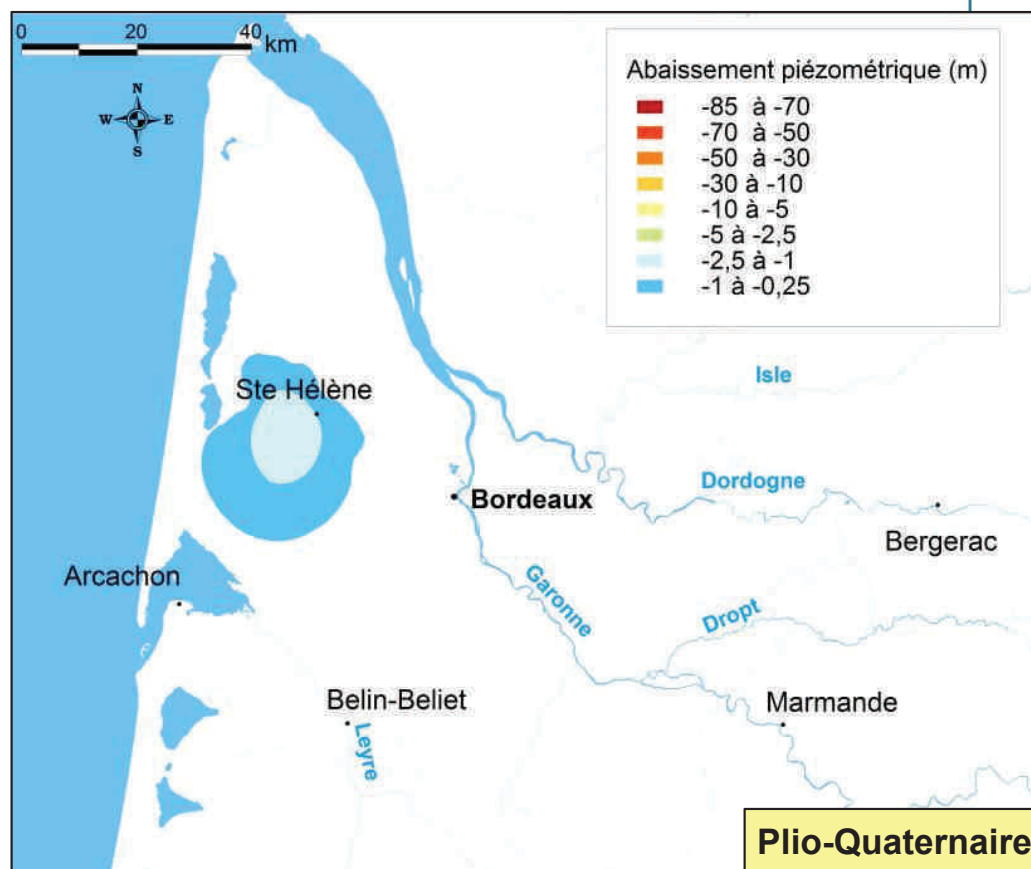 0 20 40
km
N
W E
S
Abaissement piézométrique (m)
-85 à -70
-70 à -50
-50 à -30
-30 à -10
-10 à -5
-5 à -2,5
-2,5 à -1
-1 à -0,25
Isle
Ste Hélène
Dordogne
Bordeaux
Bergerac
Arcachon
Garonne
Dropt
Belin-Beliet
Marmande
Leyre
Plio-Quaternaire